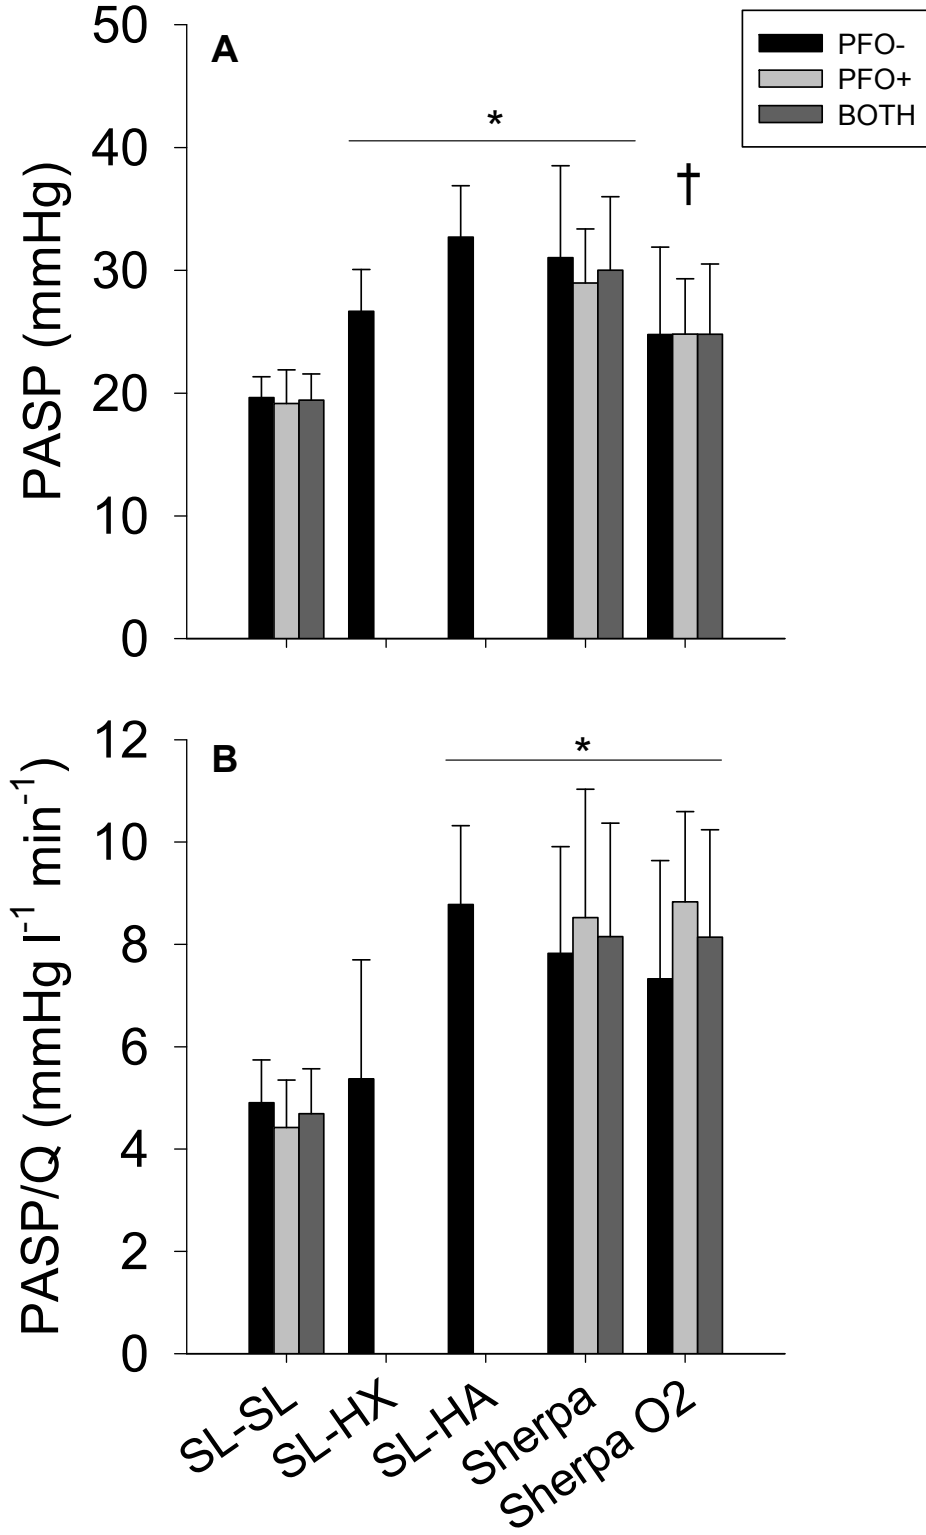 50
A
PFO-
PFO+
BOTH
*
40
†
30
20
10
0
PASP (mmHg)
12
B
*
10
8
6
4
2
0
PASP/Q (mmHg l-1 min-1)
SL-SL
SL-HX
SL-HA
Sherpa
Sherpa O2